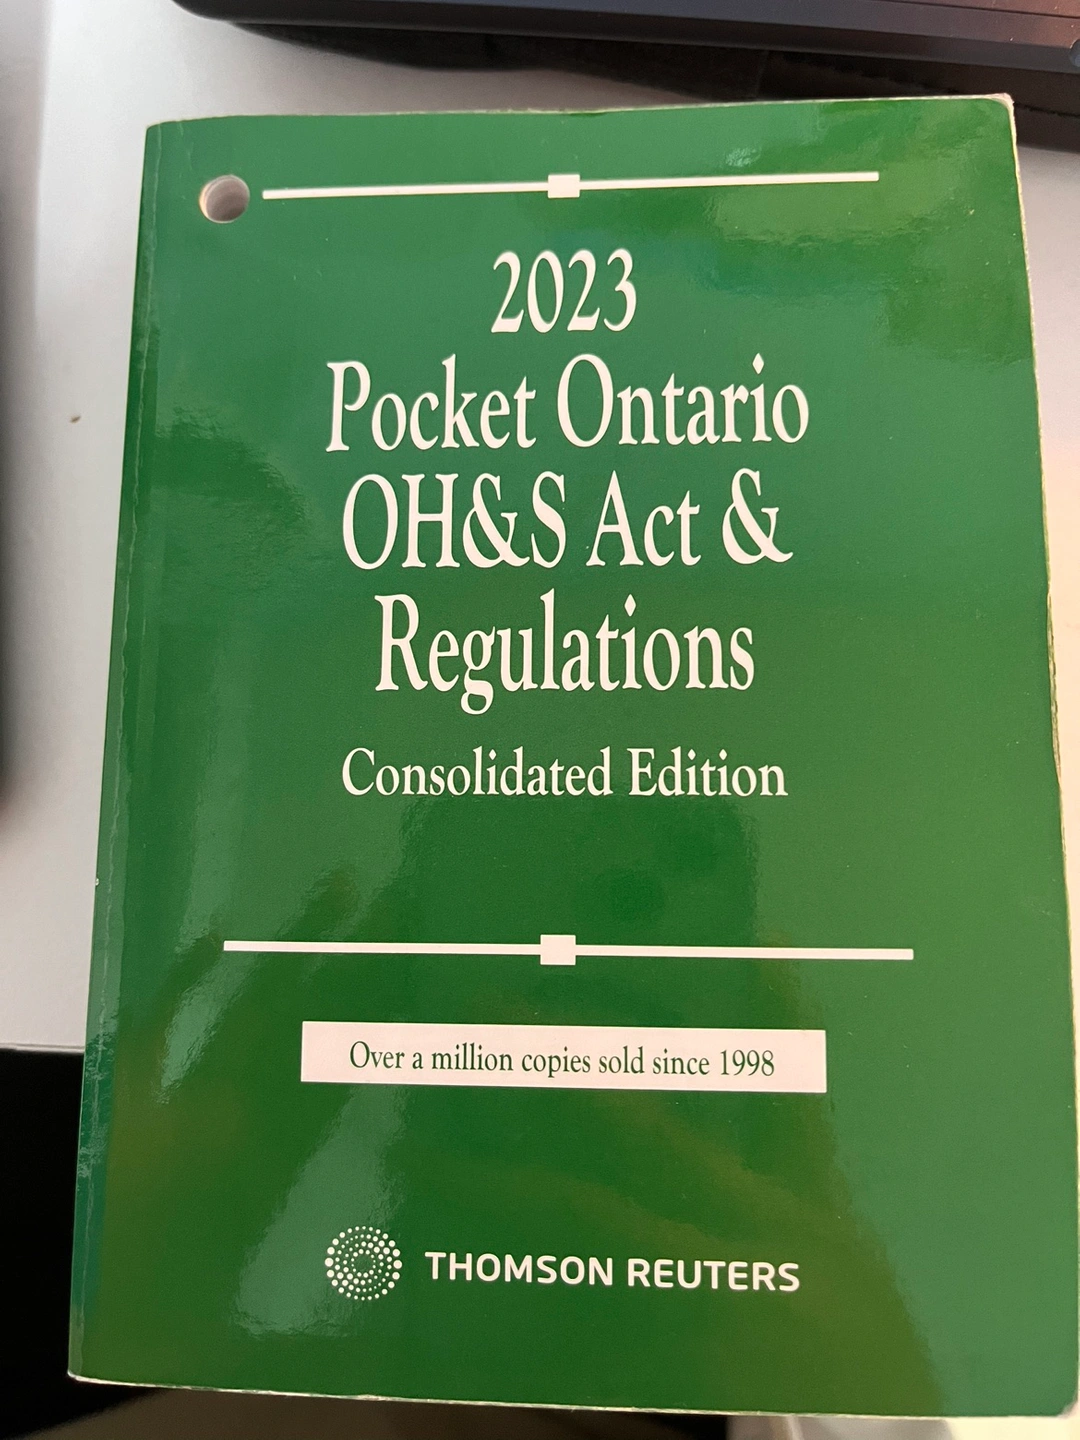 2023
Pocket Ontario
OH&S Act &
Regulations
Consolidated Edition
Over a million copies sold since 1998
THOMSON REUTERS